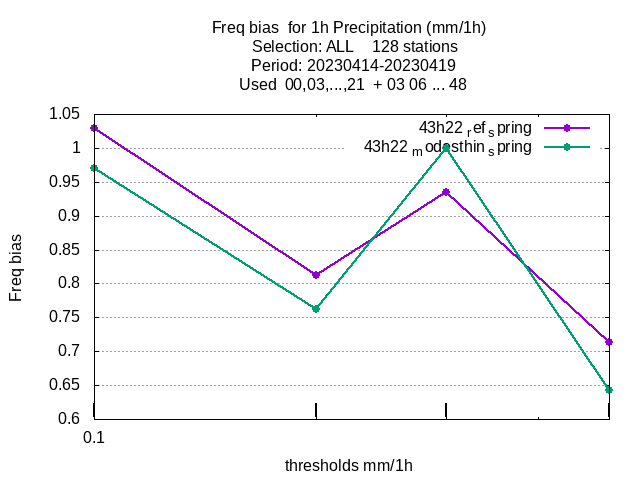 Freq bias for 1h Precipitation (mm/1h)
Selection: ALL 128 stations
Period: 20230414-20230419
Used 00,03,...,21 + 03 06 ... 48
1.05
1
0.95
0.9
0.85
0.8
0.75
0.7
0.65
0.6
Freq bias
43h22 ref spring
43h22 modesthin spring
0.1
thresholds mm/1h